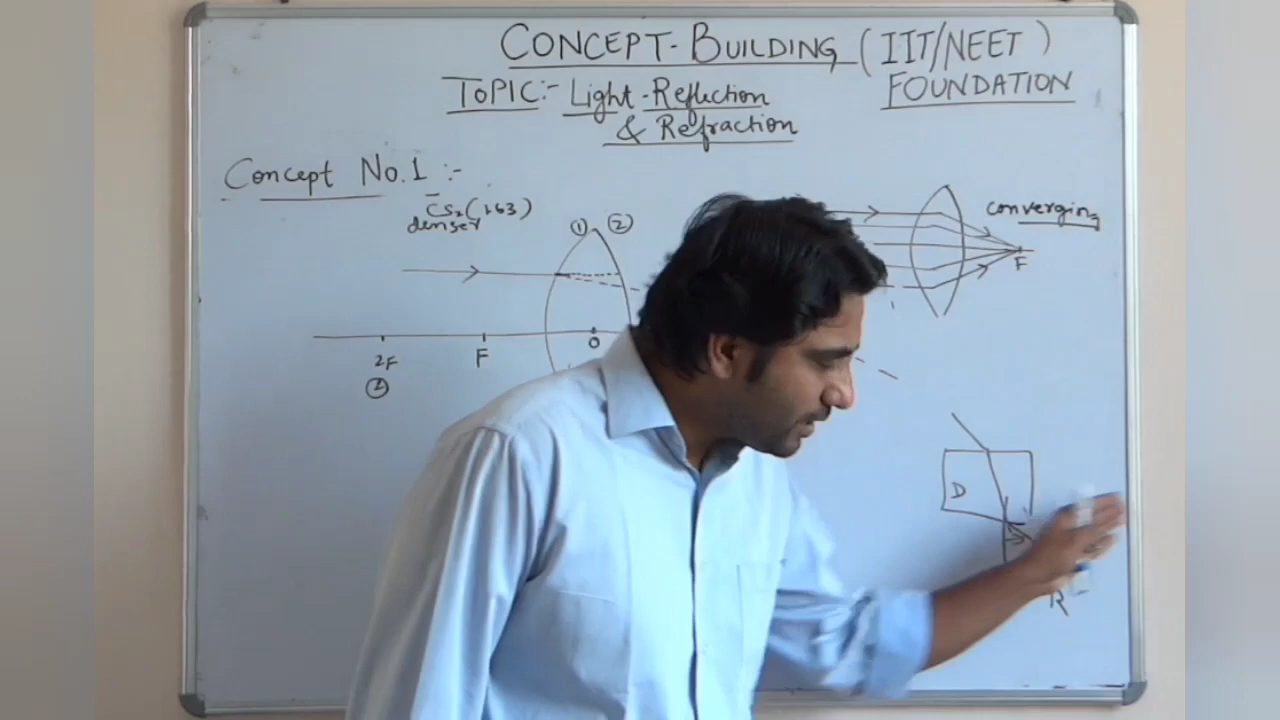 CONCEPT-BUILDING (IIT/NEET)
FOUNDATION
TOPIC:- Light-Reflection
& Refraction
Concept No.1 :-
CS₂(1.63)
denser
① ②
converging
F
2F F O
②
D
R